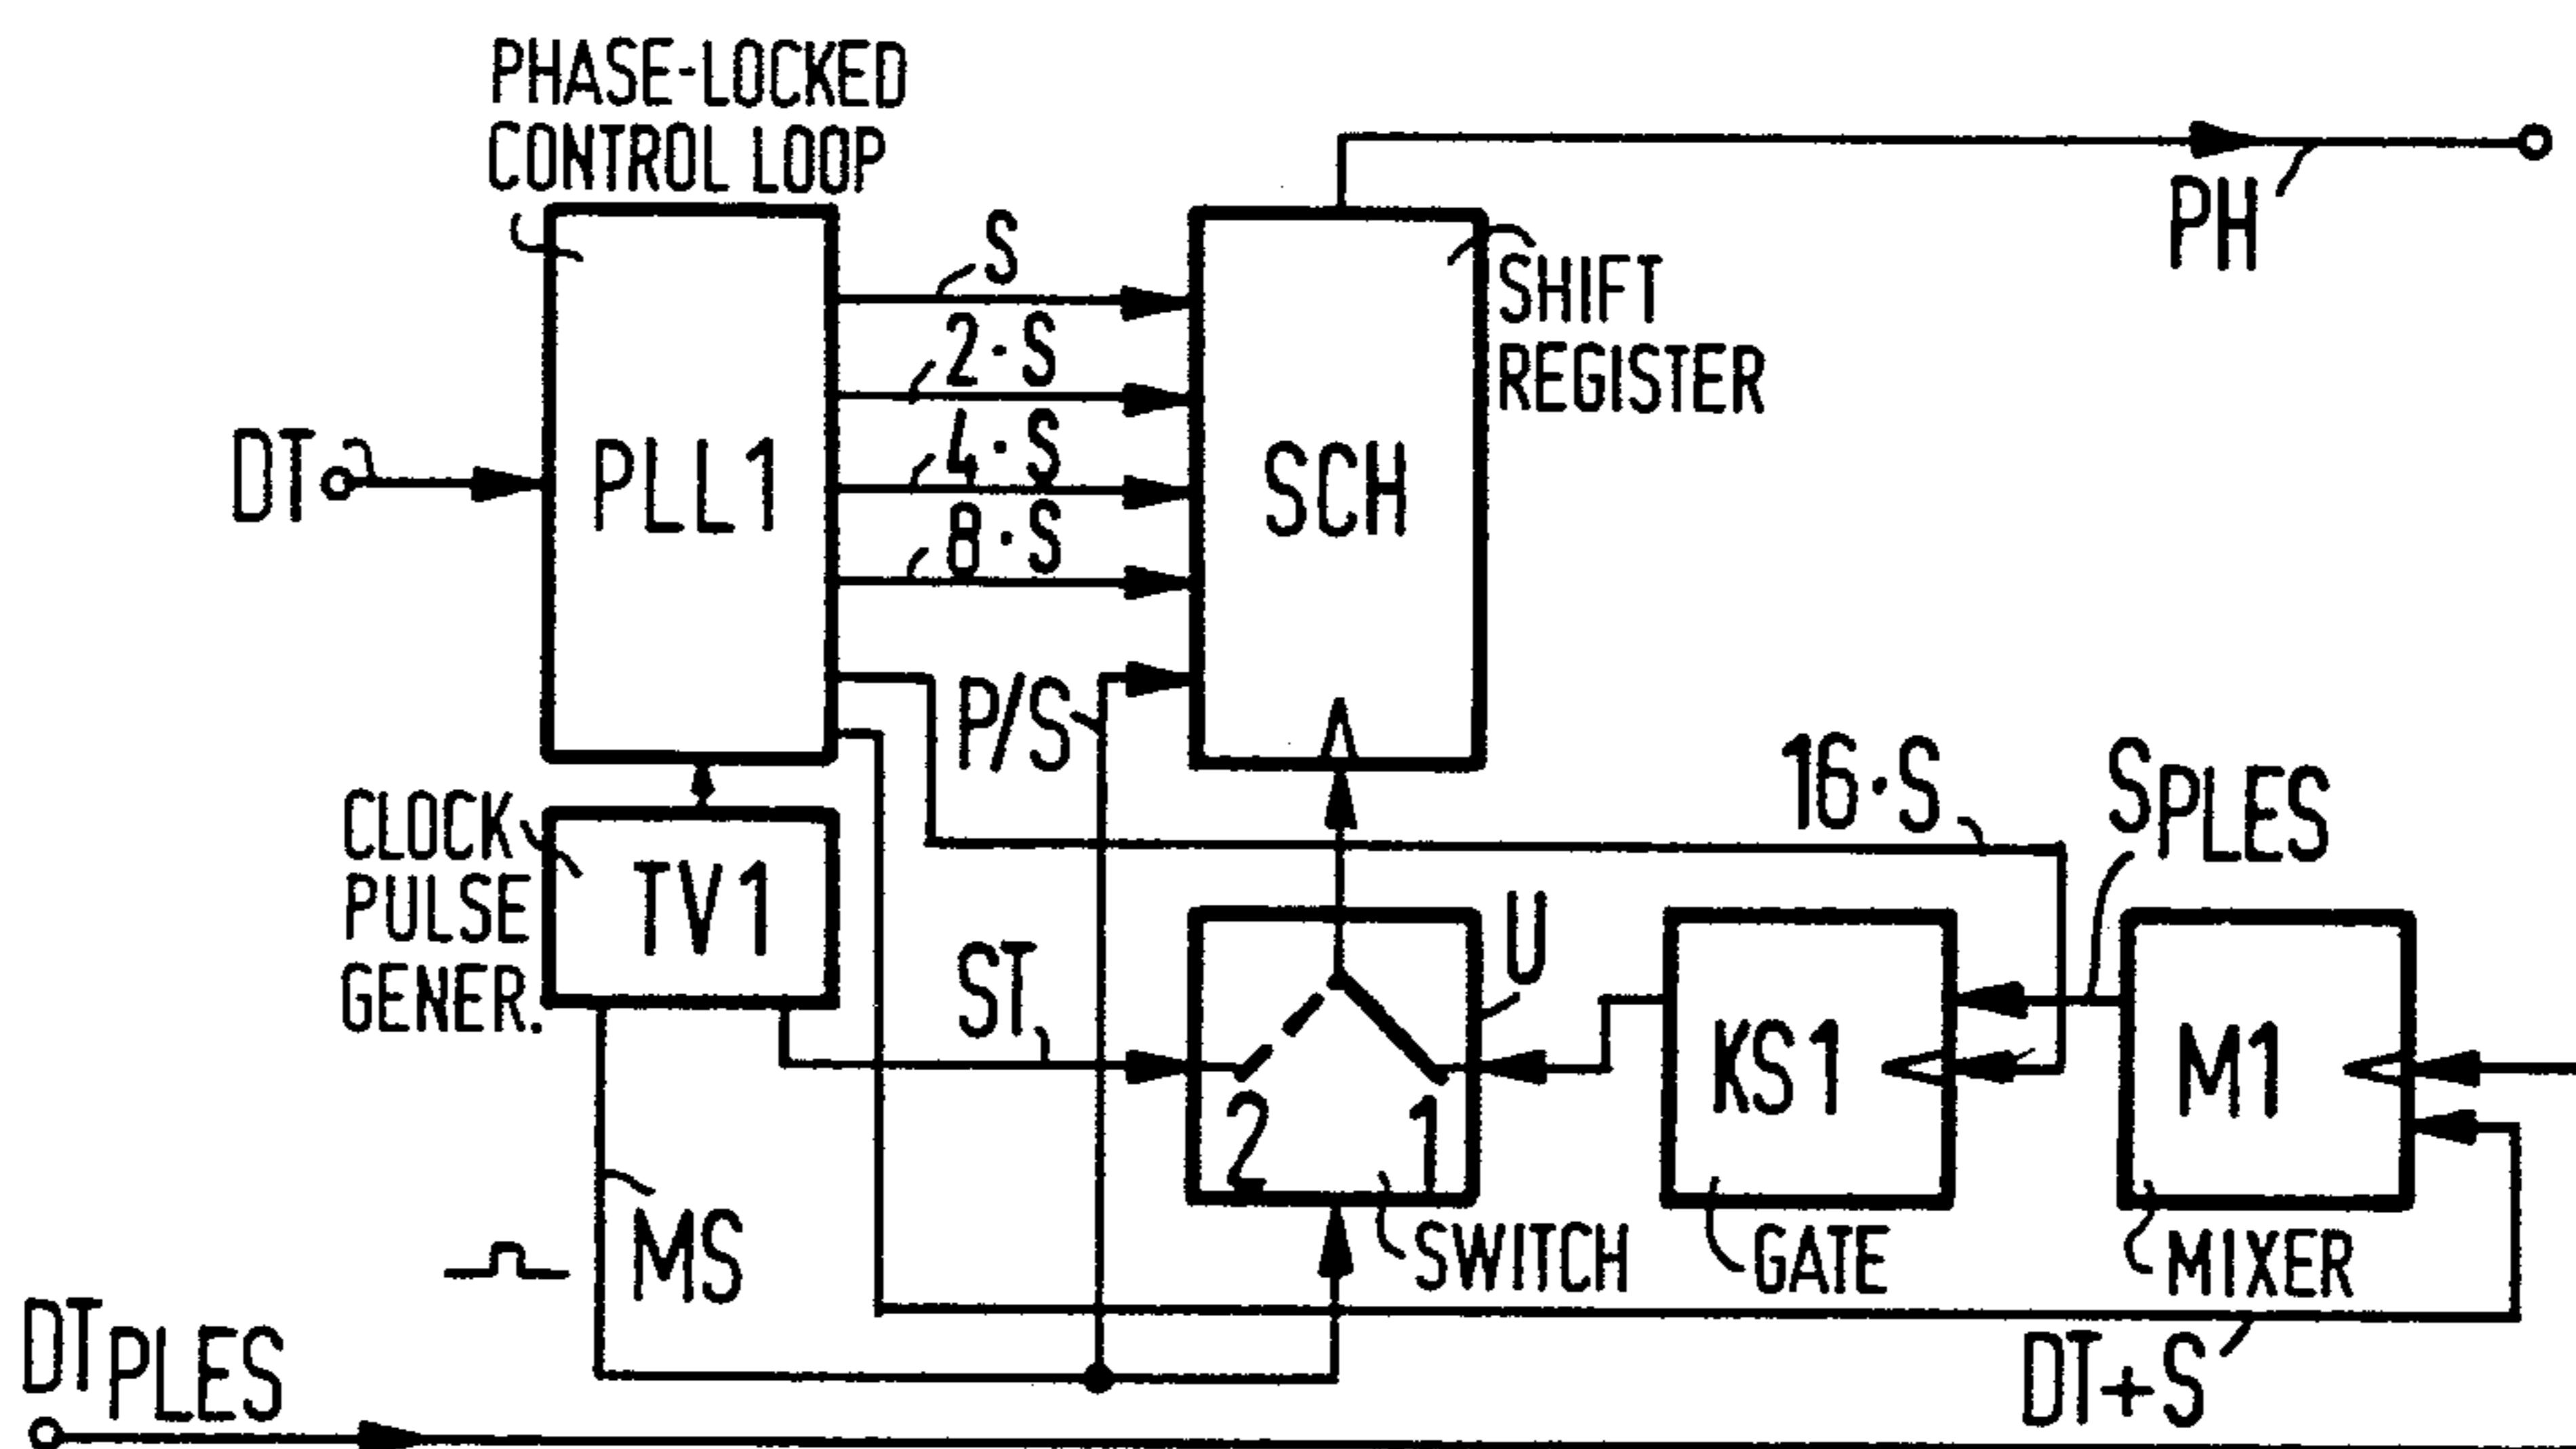 PHASE-LOCKED
CONTROL LOOP
PH
S
SHIFT
REGISTER
2·S
4·S
8·S
DT
PLL1
SCH
P/S
16·S
SPLES
CLOCK
PULSE
GENER.
TV1
ST
U
KS1
M1
2
1
MS
SWITCH
GATE
MIXER
DTPLES
DT+S